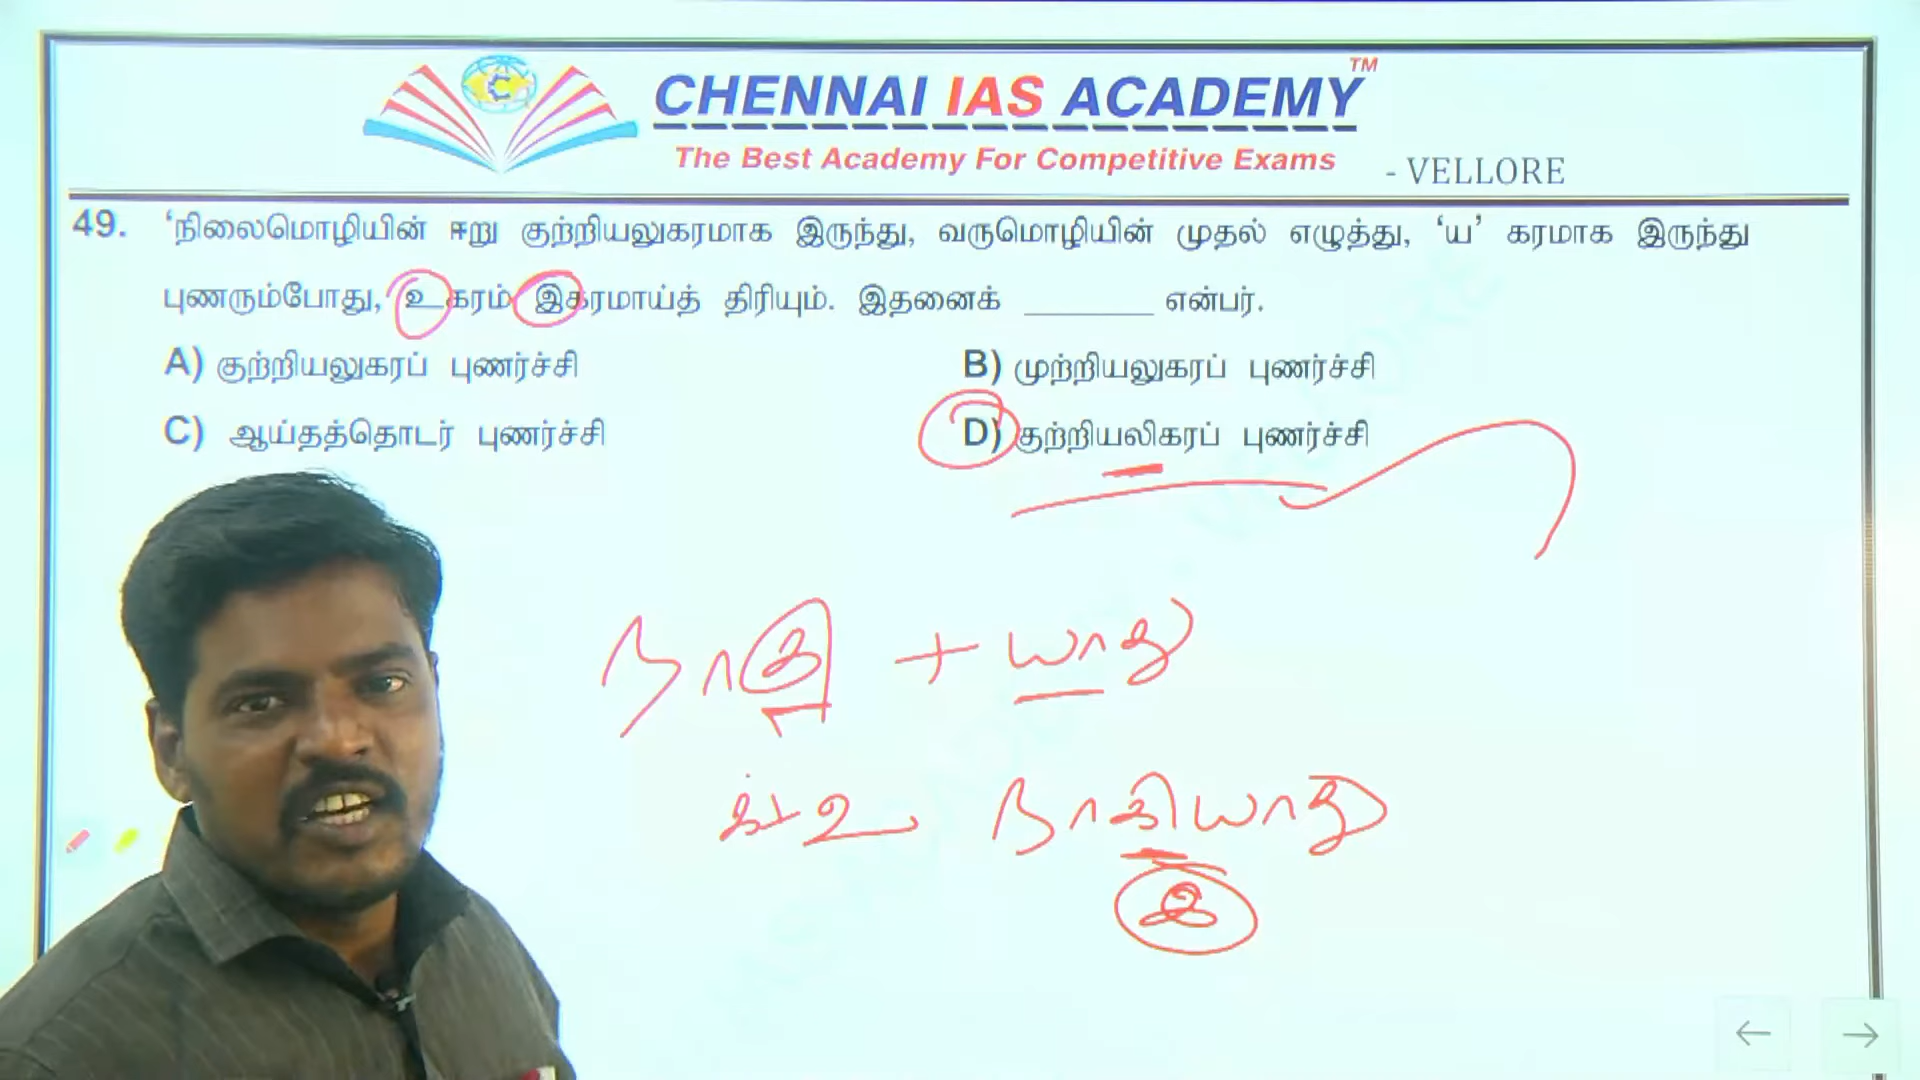 CHENNAI IAS ACADEMY TM
The Best Academy For Competitive Exams
- VELLORE
49. ‘நிலைமொழியின் ஈறு குற்றியலுகரமாக இருந்து, வருமொழியின் முதல் எழுத்து, ‘ய’ கரமாக இருந்து
புணரும்போது, உகரம் இகரமாய்த் திரியும். இதனைக் ________ என்பர்.
A) குற்றியலுகரப் புணர்ச்சி
B) முற்றியலுகரப் புணர்ச்சி
C) ஆய்தத்தொடர் புணர்ச்சி
D) குற்றியலிகரப் புணர்ச்சி
நாகு + யாது
க்+உ நாகியாது
இ